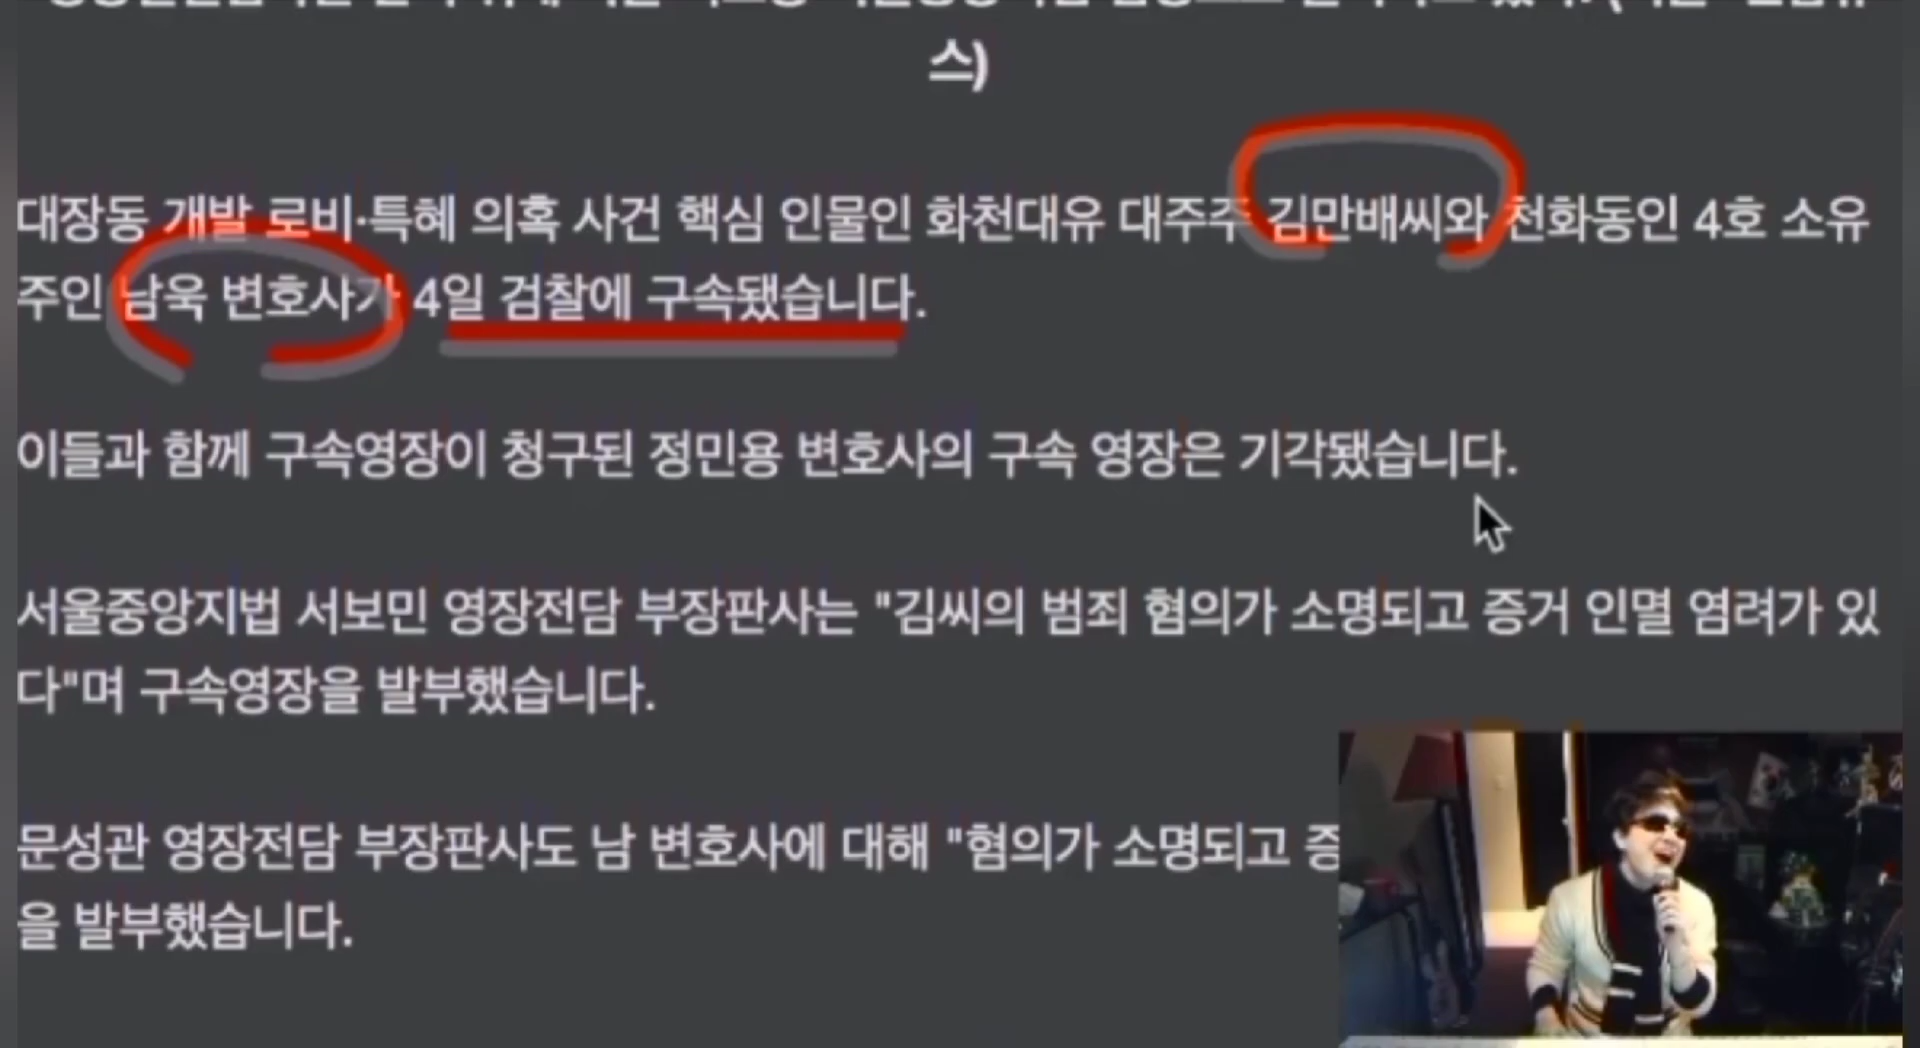 스)
대장동 개발 로비·특혜 의혹 사건 핵심 인물인 화천대유 대주주 김만배씨와 천화동인 4호 소유
주인 남욱 변호사가 4일 검찰에 구속됐습니다.
이들과 함께 구속영장이 청구된 정민용 변호사의 구속 영장은 기각됐습니다.
서울중앙지법 서보민 영장전담 부장판사는 "김씨의 범죄 혐의가 소명되고 증거 인멸 염려가 있
다"며 구속영장을 발부했습니다.
문성관 영장전담 부장판사도 남 변호사에 대해 "혐의가 소명되고 증
을 발부했습니다.